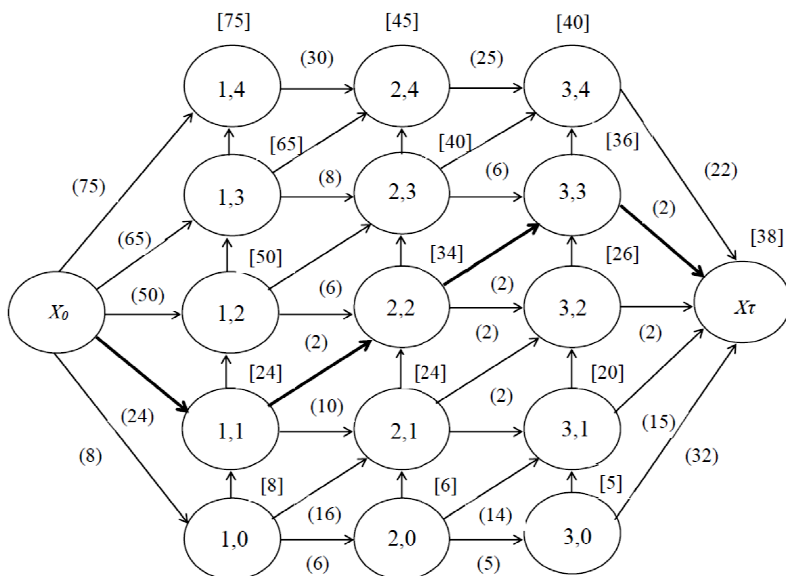 [75] [45] [40]
(30) (25)
1,4 2,4 3,4
[65] [40] [36]
(75) (8) (6) (22)
1,3 2,3 3,3
(2)
(65) [38]
[50] [34] [26]
(50) (6) (2)
X₀ 1,2 2,2 3,2 Xτ
(2) (2) (2)
[24] [24] [20]
(24) (10) (2) (15)
1,1 2,1 3,1
(8) (32)
[8] [6] [5]
(16) (14)
1,0 2,0 3,0
(6) (5)